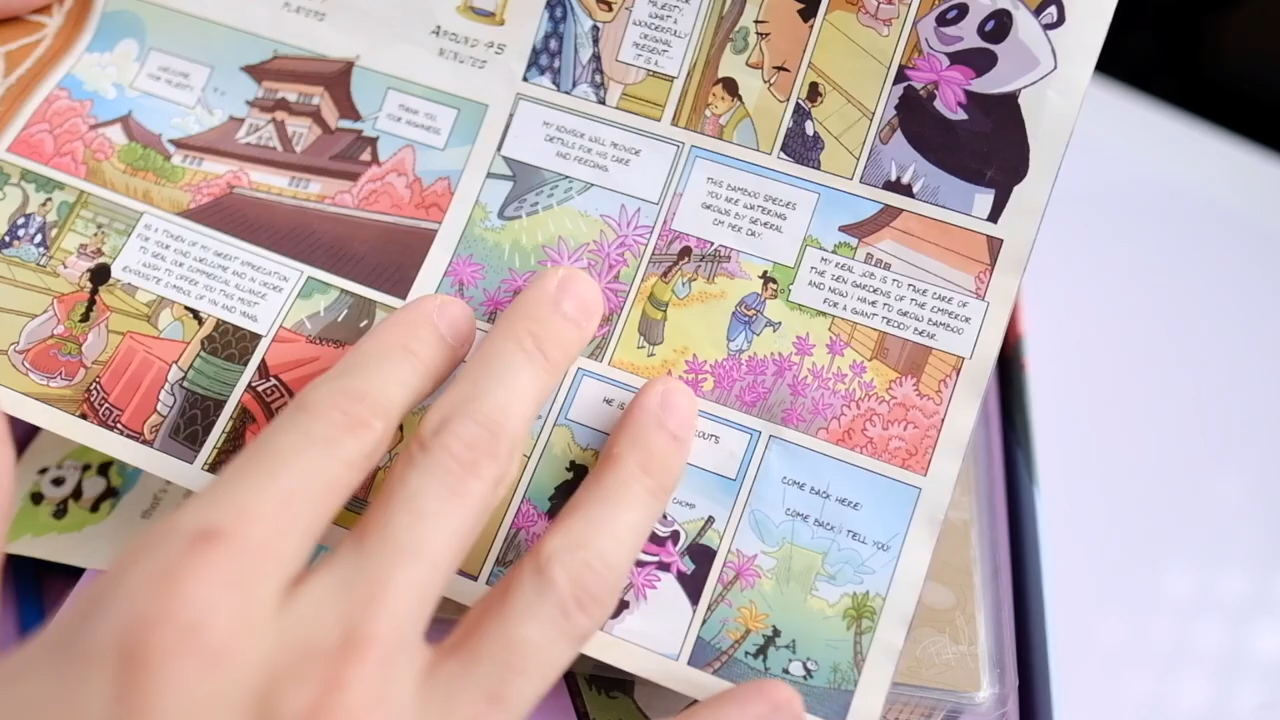 PLAYERS
AROUND 45
MINUTES
WELCOME,
YOUR MAJESTY.
THANK YOU,
YOUR HIGHNESS.
AS A TOKEN OF MY GREAT APPRECIATION
FOR YOUR KIND WELCOME AND IN ORDER
TO SEAL OUR COMMERCIAL ALLIANCE,
I WISH TO OFFER YOU THIS MOST
EXQUISITE SYMBOL OF YIN AND YANG.
SWOOSH
MAJESTY,
WHAT A
WONDERFULLY
ORIGINAL
PRESENT...
IT IS A...
MY ADVISOR WILL PROVIDE
DETAILS FOR HIS CARE
AND FEEDING.
THIS BAMBOO SPECIES
YOU ARE WATERING
GROWS BY SEVERAL
CM PER DAY.
MY REAL JOB IS TO TAKE CARE OF
THE ZEN GARDENS OF THE EMPEROR
AND NOW I HAVE TO GROW BAMBOO
FOR A GIANT TEDDY BEAR.
HE IS
CHOMP
COME BACK HERE!
COME BACK I TELL YOU!
that's